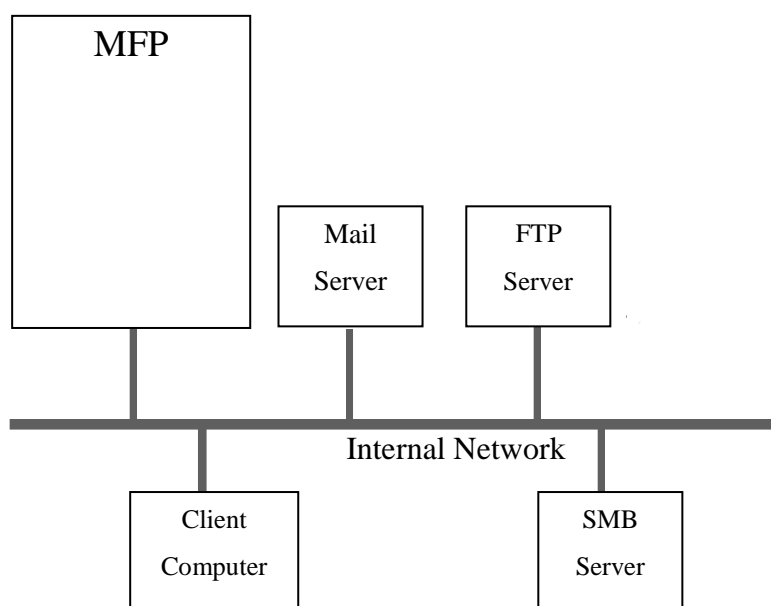 MFP
Mail
Server
FTP
Server
Internal Network
Client
Computer
SMB
Server